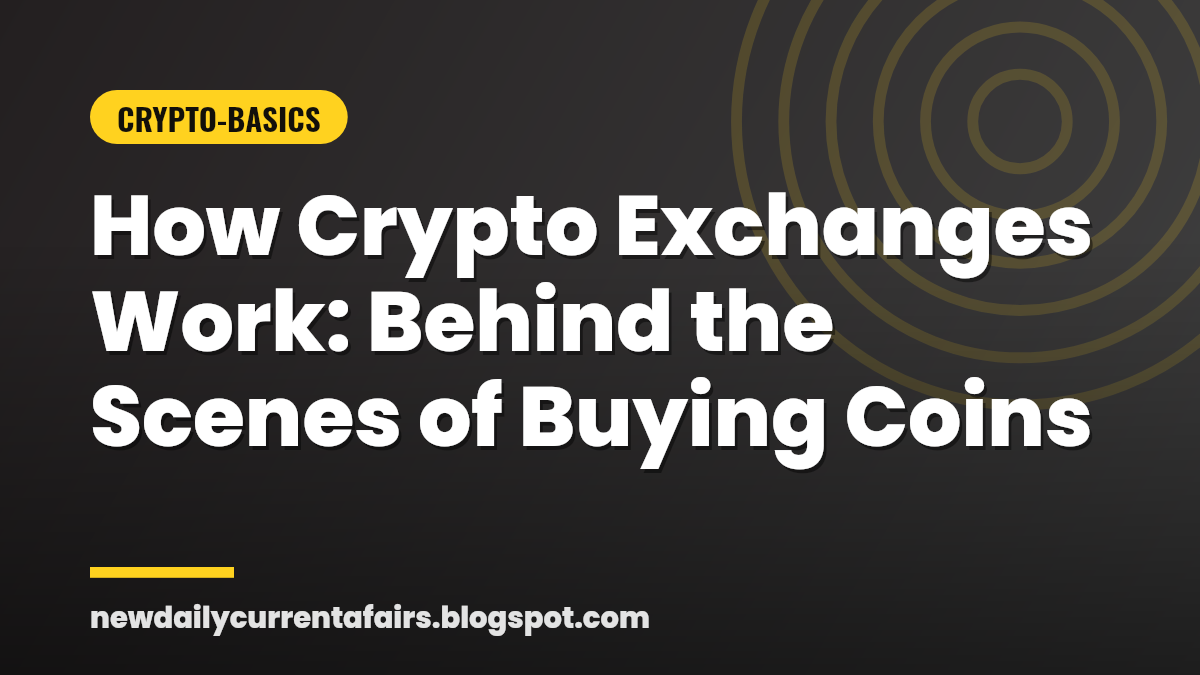 CRYPTO-BASICS
How Crypto Exchanges
Work: Behind the
Scenes of Buying Coins
newdailycurrentafairs.blogspot.com